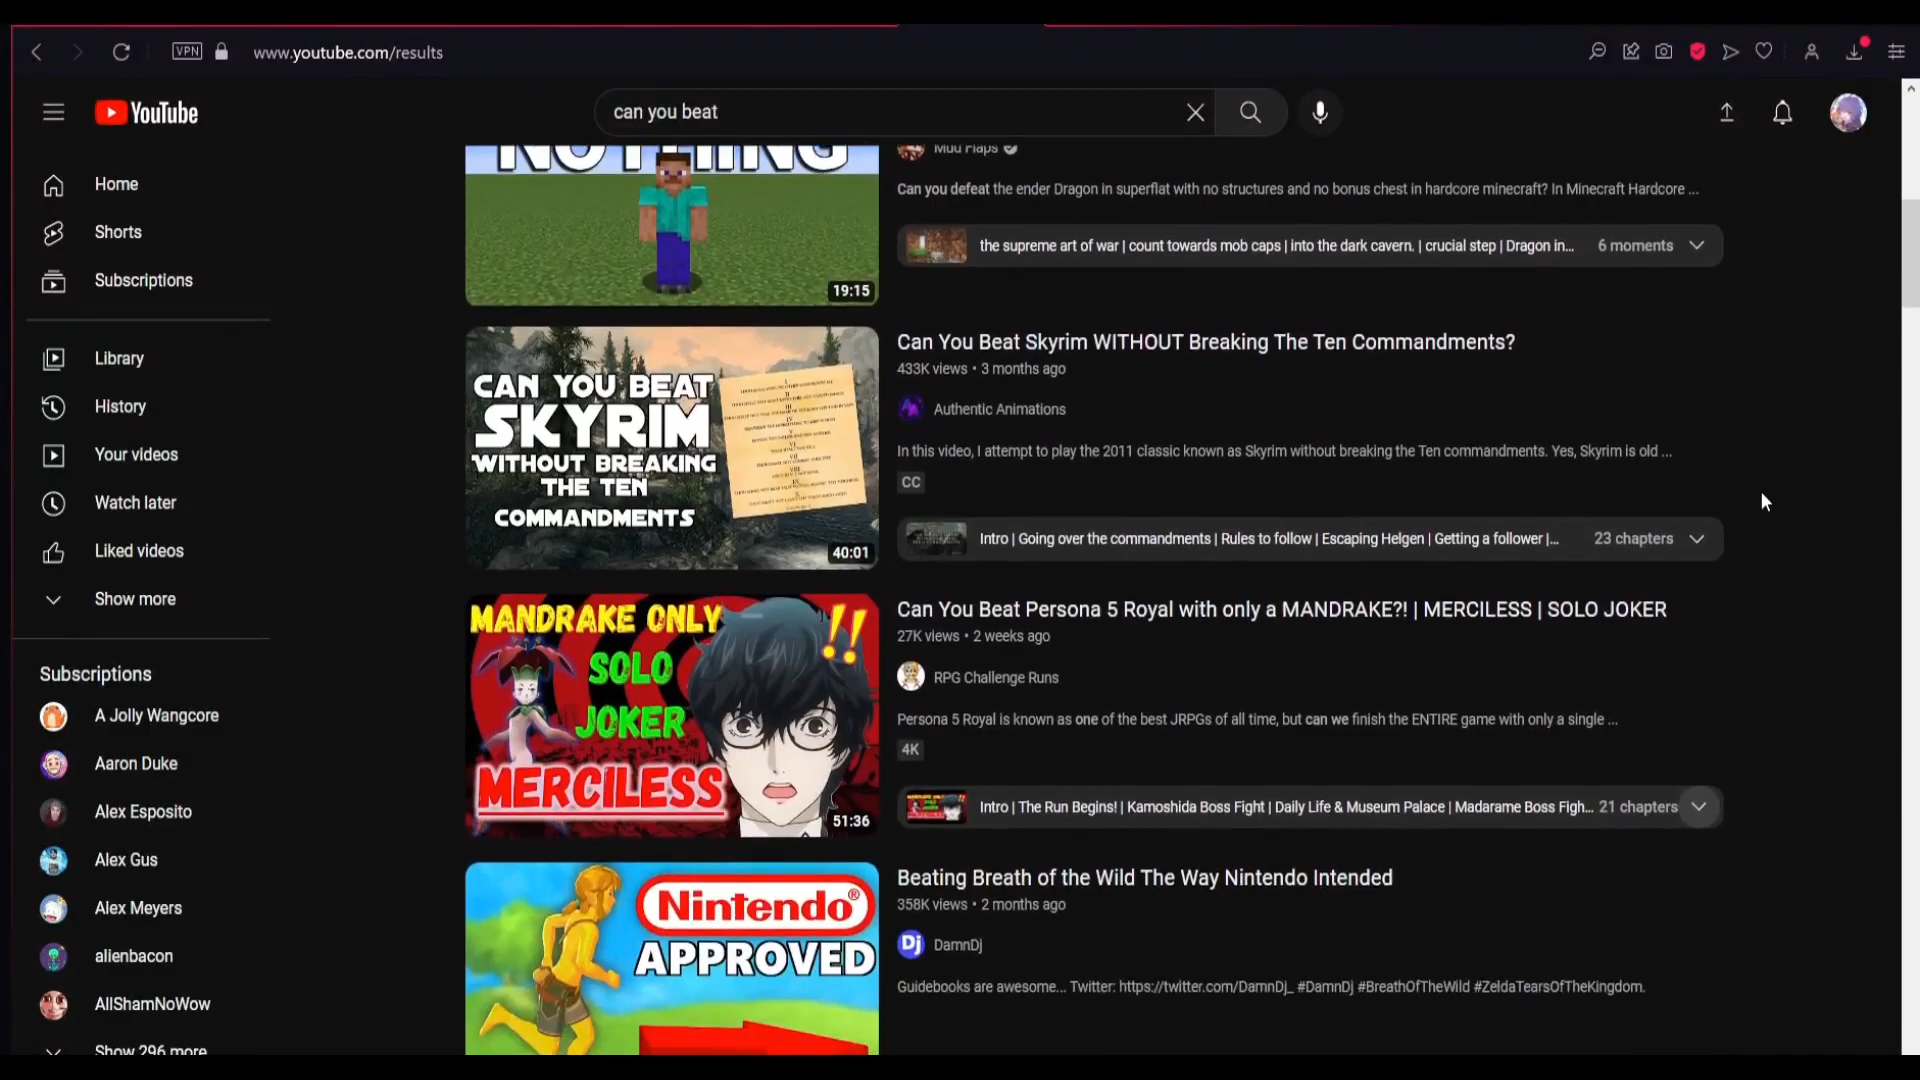 VPN
www.youtube.com/results
YouTube
can you beat
Home
Shorts
Subscriptions
Library
History
Your videos
Watch later
Liked videos
Show more
Subscriptions
A Jolly Wangcore
Aaron Duke
Alex Esposito
Alex Gus
Alex Meyers
alienbacon
AllShamNoWow
Show 296 more
NOTHING
19:15
Mud Flaps
Can you defeat the ender Dragon in superflat with no structures and no bonus chest in hardcore minecraft? In Minecraft Hardcore ...
the supreme art of war | count towards mob caps | into the dark cavern. | crucial step | Dragon in...
6 moments
CAN YOU BEAT
SKYRIM
WITHOUT BREAKING
THE TEN
COMMANDMENTS
40:01
Can You Beat Skyrim WITHOUT Breaking The Ten Commandments?
433K views • 3 months ago
Authentic Animations
In this video, I attempt to play the 2011 classic known as Skyrim without breaking the Ten commandments. Yes, Skyrim is old ...
CC
Intro | Going over the commandments | Rules to follow | Escaping Helgen | Getting a follower |...
23 chapters
MANDRAKE ONLY
!!
SOLO
JOKER
MERCILESS
51:36
Can You Beat Persona 5 Royal with only a MANDRAKE?! | MERCILESS | SOLO JOKER
27K views • 2 weeks ago
RPG Challenge Runs
Persona 5 Royal is known as one of the best JRPGs of all time, but can we finish the ENTIRE game with only a single ...
4K
Intro | The Run Begins! | Kamoshida Boss Fight | Daily Life & Museum Palace | Madarame Boss Figh...
21 chapters
Nintendo®
APPROVED
Beating Breath of the Wild The Way Nintendo Intended
358K views • 2 months ago
Dj
DamnDj
Guidebooks are awesome... Twitter: https://twitter.com/DamnDj_ #DamnDj #BreathOfTheWild #ZeldaTearsOfTheKingdom.